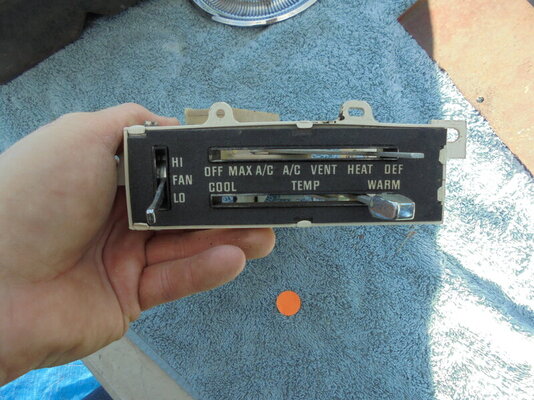 HI
FAN
LO
OFF MAX A/C A/C VENT HEAT DEF
COOL TEMP WARM